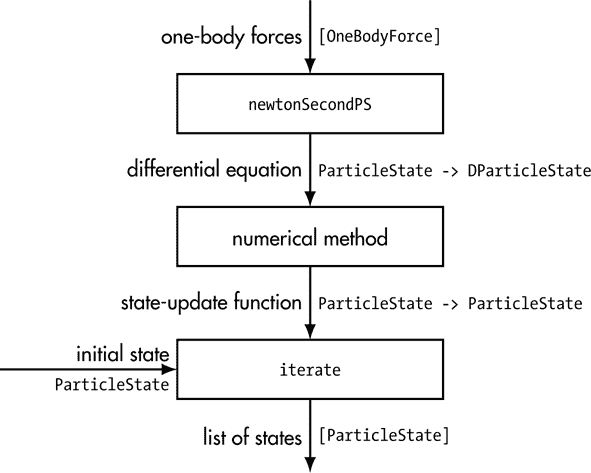 one-body forces [OneBodyForce]
newtonSecondPS
differential equation ParticleState -> DParticleState
numerical method
state-update function ParticleState -> ParticleState
initial state
ParticleState
iterate
list of states [ParticleState]